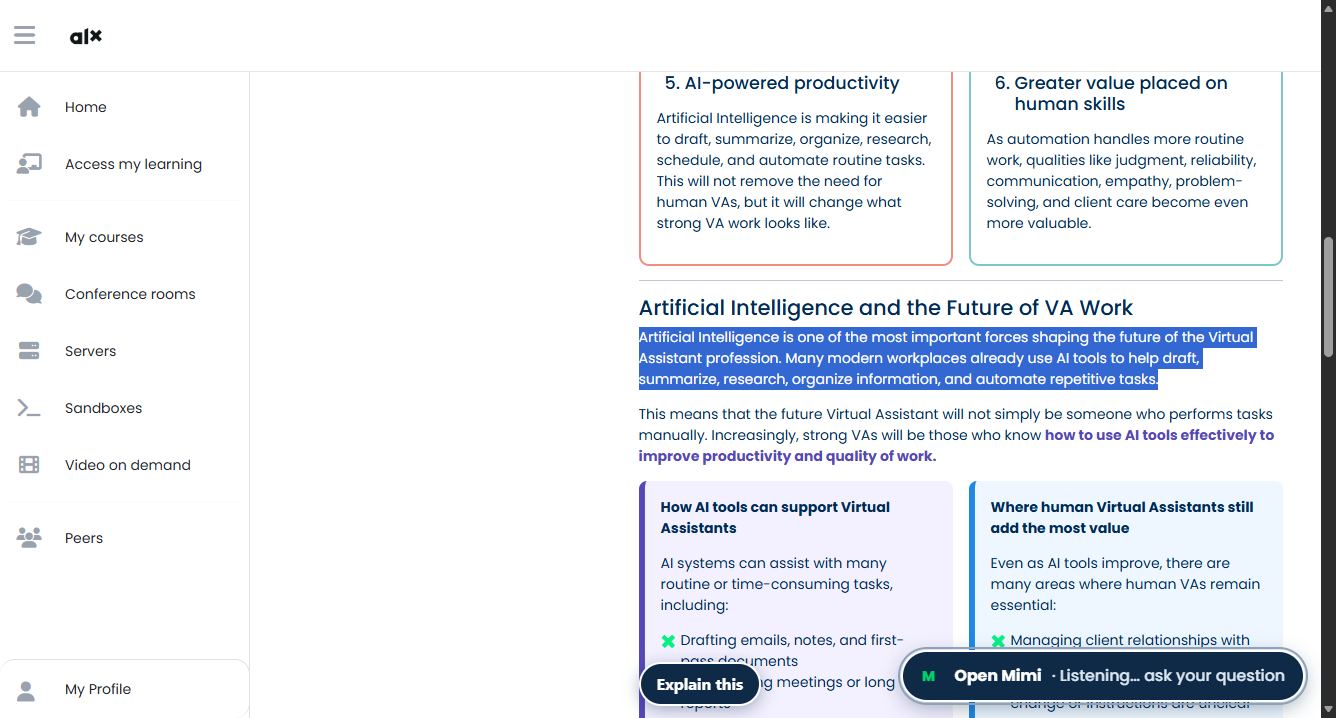 alx
Home
Access my learning
My courses
Conference rooms
Servers
Sandboxes
Video on demand
Peers
My Profile
5. AI-powered productivity
Artificial Intelligence is making it easier
to draft, summarize, organize, research,
schedule, and automate routine tasks.
This will not remove the need for
human VAs, but it will change what
strong VA work looks like.
6. Greater value placed on
human skills
As automation handles more routine
work, qualities like judgment, reliability,
communication, empathy, problem-
solving, and client care become even
more valuable.
Artificial Intelligence and the Future of VA Work
Artificial Intelligence is one of the most important forces shaping the future of the Virtual
Assistant profession. Many modern workplaces already use AI tools to help draft,
summarize, research, organize information, and automate repetitive tasks.
This means that the future Virtual Assistant will not simply be someone who performs tasks
manually. Increasingly, strong VAs will be those who know how to use AI tools effectively to
improve productivity and quality of work.
How AI tools can support Virtual
Assistants
AI systems can assist with many
routine or time-consuming tasks,
including:
Drafting emails, notes, and first-
pass documents
meetings or long
reports
Where human Virtual Assistants still
add the most value
Even as AI tools improve, there are
many areas where human VAs remain
essential:
Managing client relationships with
change or instructions are unclear
Explain this
M Open Mimi · Listening... ask your question